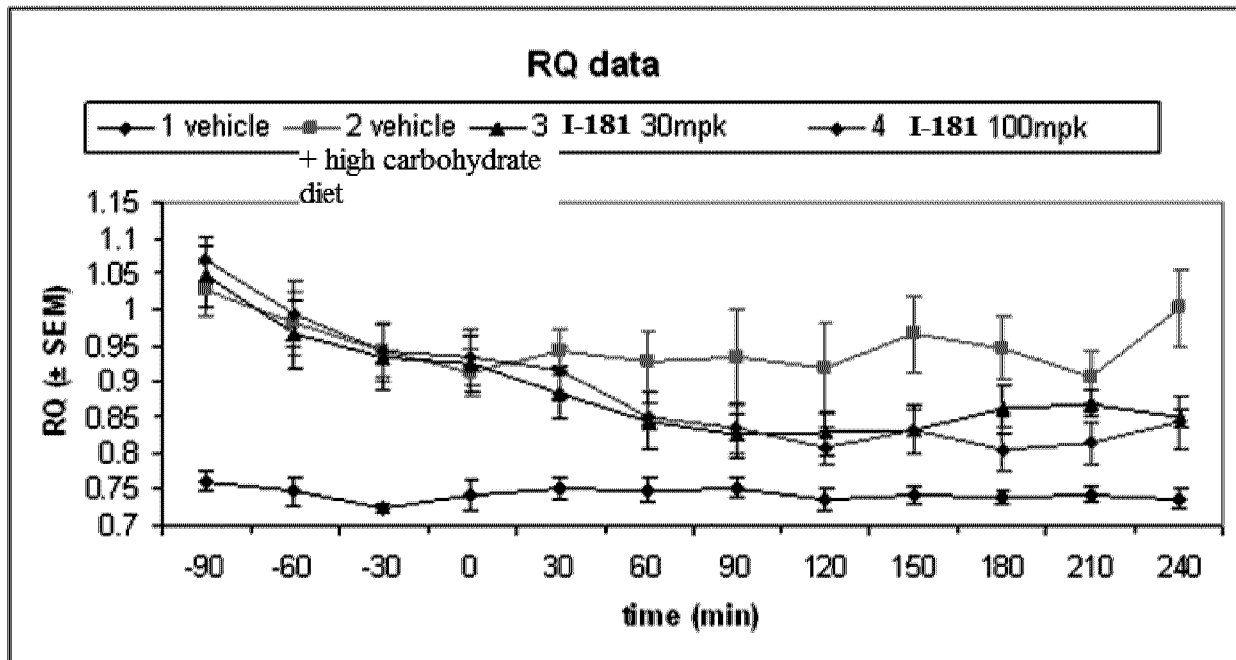 RQ data
1 vehicle 2 vehicle 3 I-181 30mpk 4 I-181 100mpk
+ high carbohydrate
diet
1.15
1.1
1.05
1
0.95
0.9
0.85
0.8
0.75
0.7
RQ (± SEM)
-90 -60 -30 0 30 60 90 120 150 180 210 240
time (min)